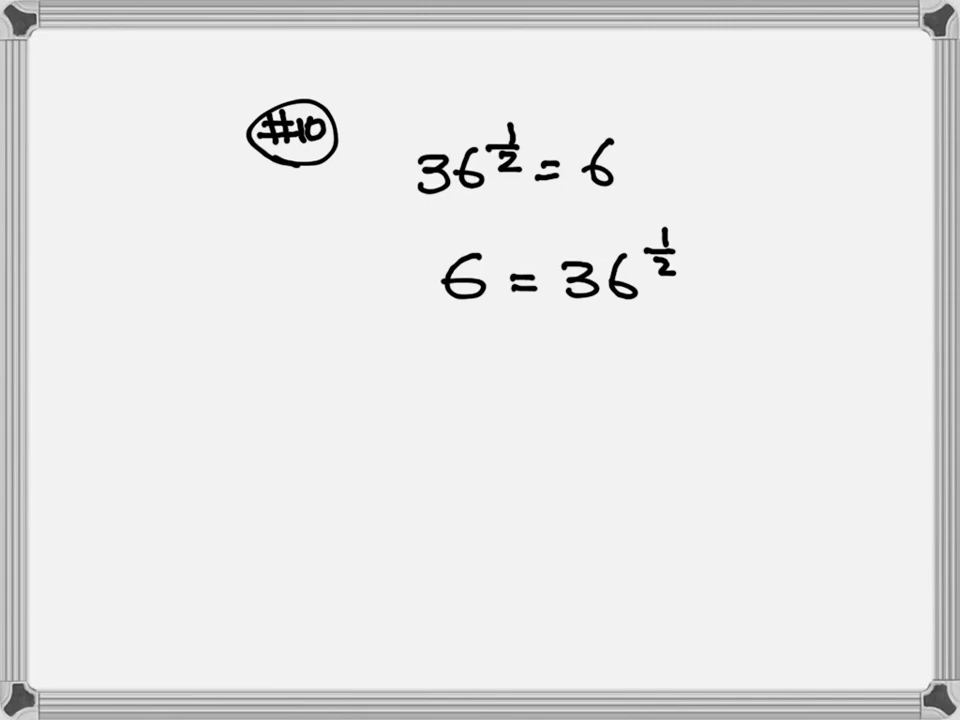 #10
36^{1/2} = 6
6 = 36^{1/2}